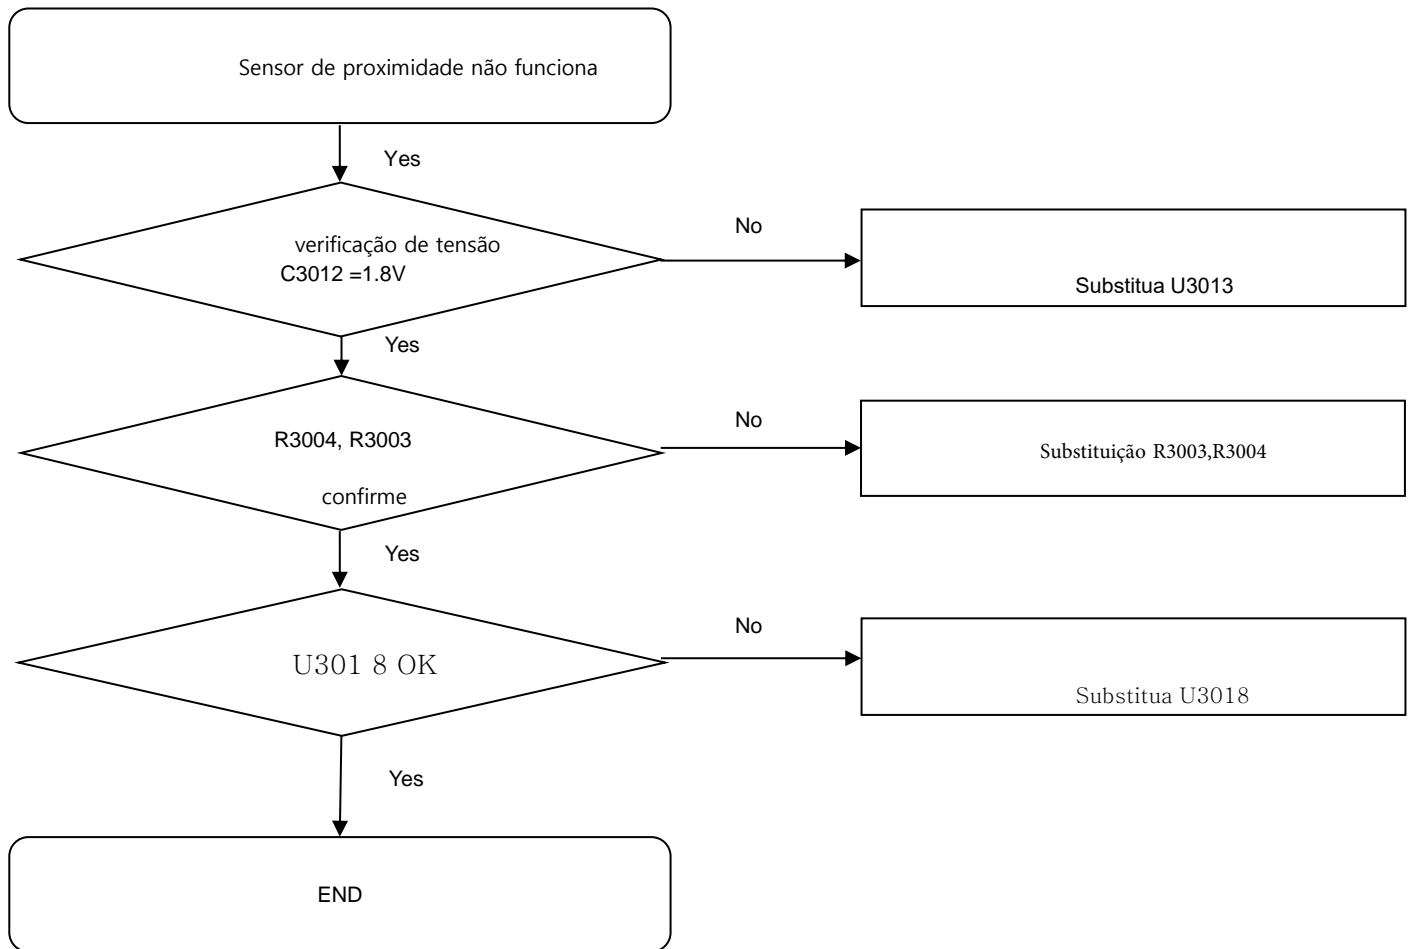 Sensor de proximidade não funciona
Yes
verificação de tensão
C3012 =1.8V
No
Substitua U3013
Yes
R3004, R3003
confirme
No
Substituição R3003,R3004
Yes
U301 8 OK
No
Substitua U3018
Yes
END